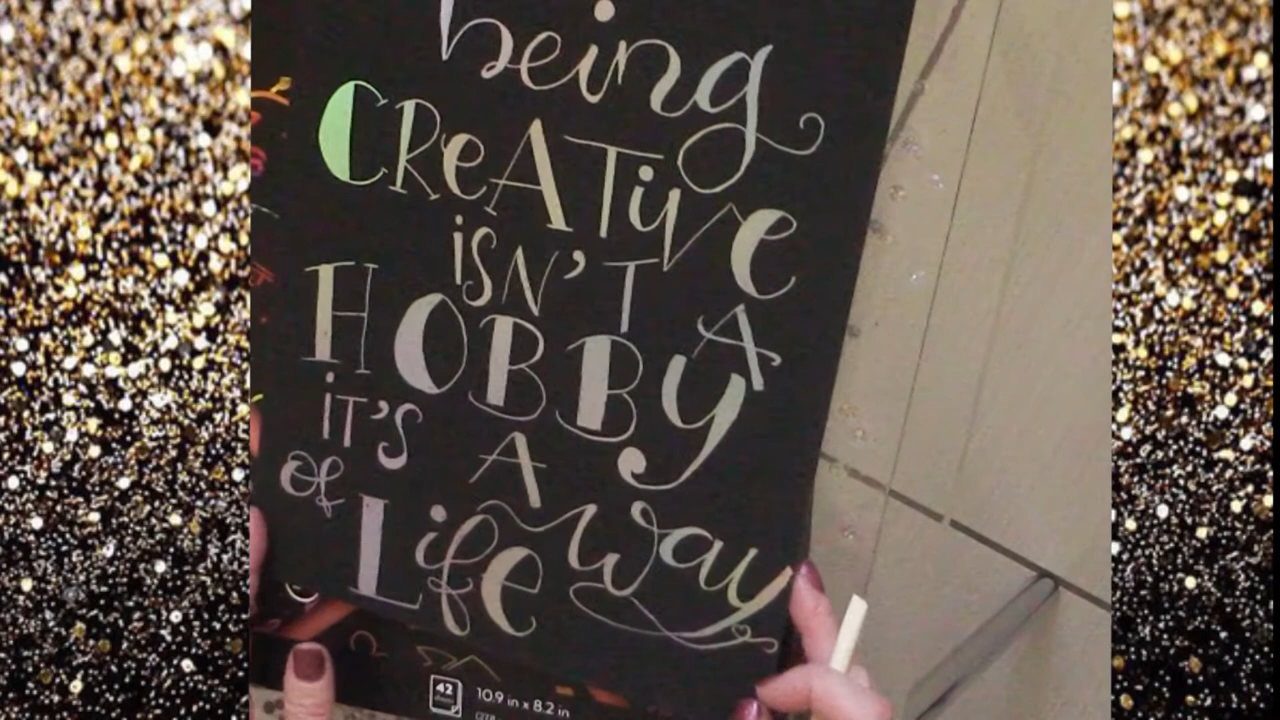 being
CReATive
isN'T A
HOBBY
iT'S A way
of Life
42
10.9 in x 8.2 in